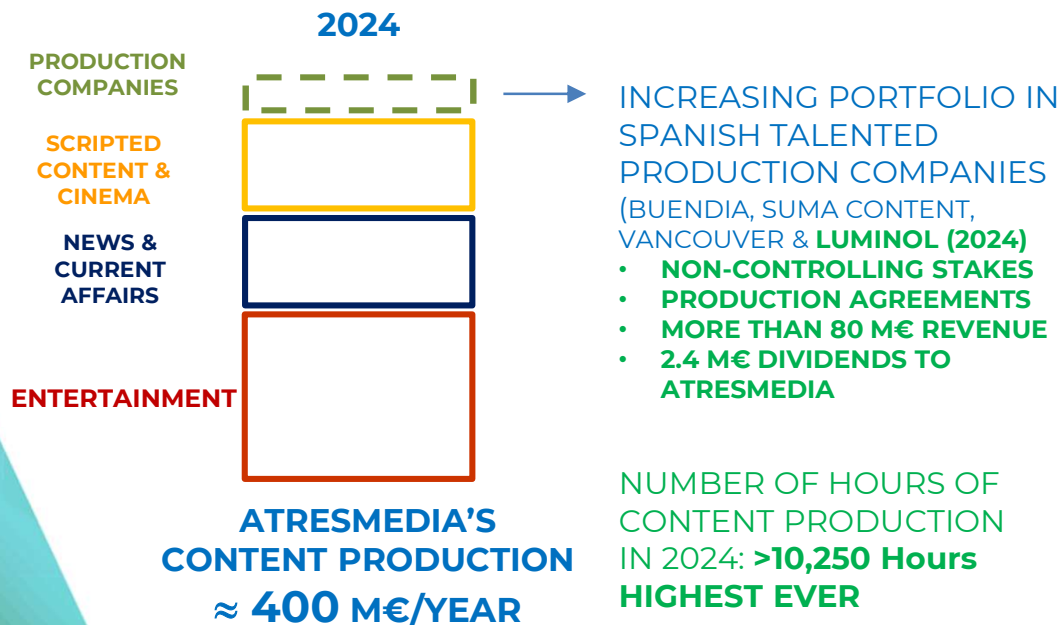 2024
PRODUCTION
COMPANIES
SCRIPTED
CONTENT &
CINEMA
NEWS &
CURRENT
AFFAIRS
ENTERTAINMENT
ATRESMEDIA’S
CONTENT PRODUCTION
≈ 400 M€/YEAR
INCREASING PORTFOLIO IN
SPANISH TALENTED
PRODUCTION COMPANIES
(BUENDIA, SUMA CONTENT,
VANCOUVER & LUMINOL (2024)
• NON-CONTROLLING STAKES
• PRODUCTION AGREEMENTS
• MORE THAN 80 M€ REVENUE
• 2.4 M€ DIVIDENDS TO
ATRESMEDIA
NUMBER OF HOURS OF
CONTENT PRODUCTION
IN 2024: >10,250 Hours
HIGHEST EVER